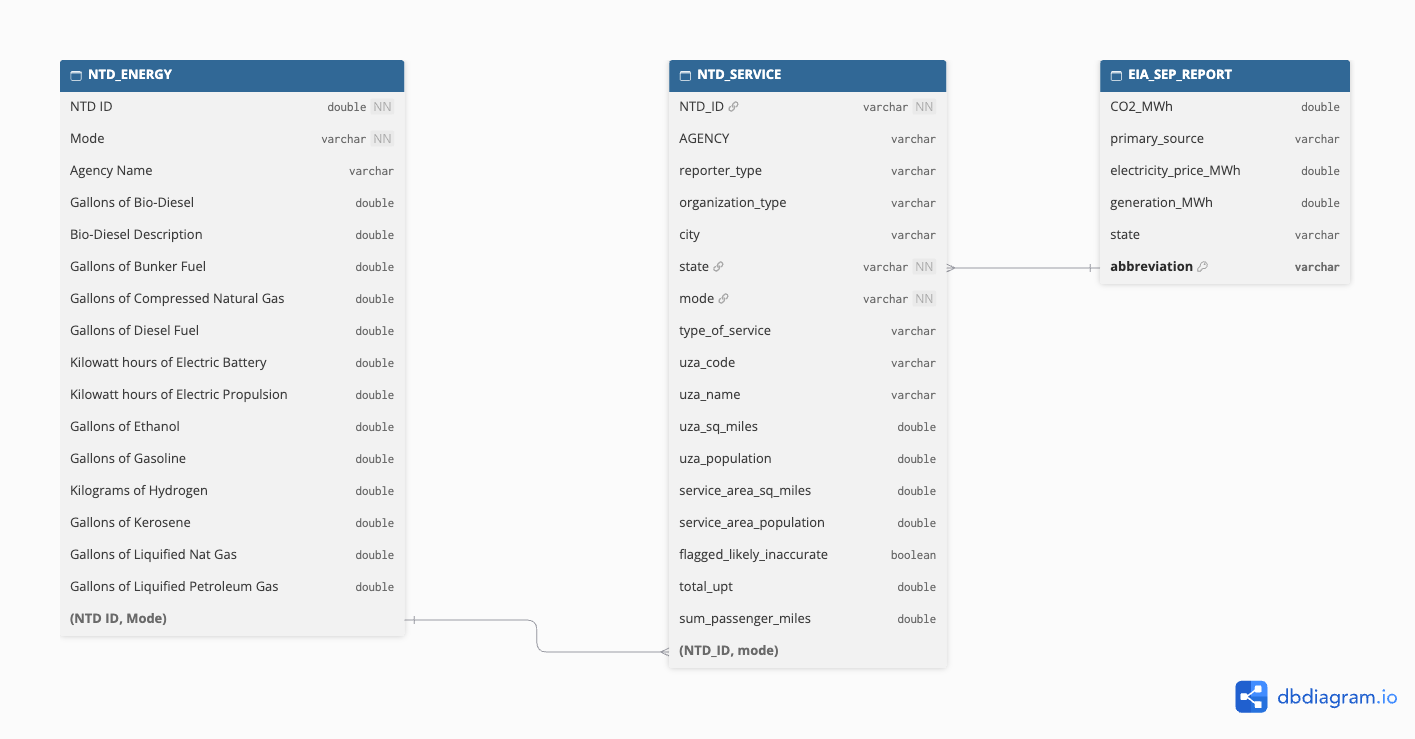 NTD_ENERGY
NTD ID double NN
Mode varchar NN
Agency Name varchar
Gallons of Bio-Diesel double
Bio-Diesel Description double
Gallons of Bunker Fuel double
Gallons of Compressed Natural Gas double
Gallons of Diesel Fuel double
Kilowatt hours of Electric Battery double
Kilowatt hours of Electric Propulsion double
Gallons of Ethanol double
Gallons of Gasoline double
Kilograms of Hydrogen double
Gallons of Kerosene double
Gallons of Liquified Nat Gas double
Gallons of Liquified Petroleum Gas double
(NTD ID, Mode)
NTD_SERVICE
NTD_ID varchar NN
AGENCY varchar
reporter_type varchar
organization_type varchar
city varchar
state varchar NN
mode varchar NN
type_of_service varchar
uza_code varchar
uza_name varchar
uza_sq_miles double
uza_population double
service_area_sq_miles double
service_area_population double
flagged_likely_inaccurate boolean
total_upt double
sum_passenger_miles double
(NTD_ID, mode)
EIA_SEP_REPORT
CO2_MWh double
primary_source varchar
electricity_price_MWh double
generation_MWh double
state varchar
abbreviation varchar
dbdiagram.io